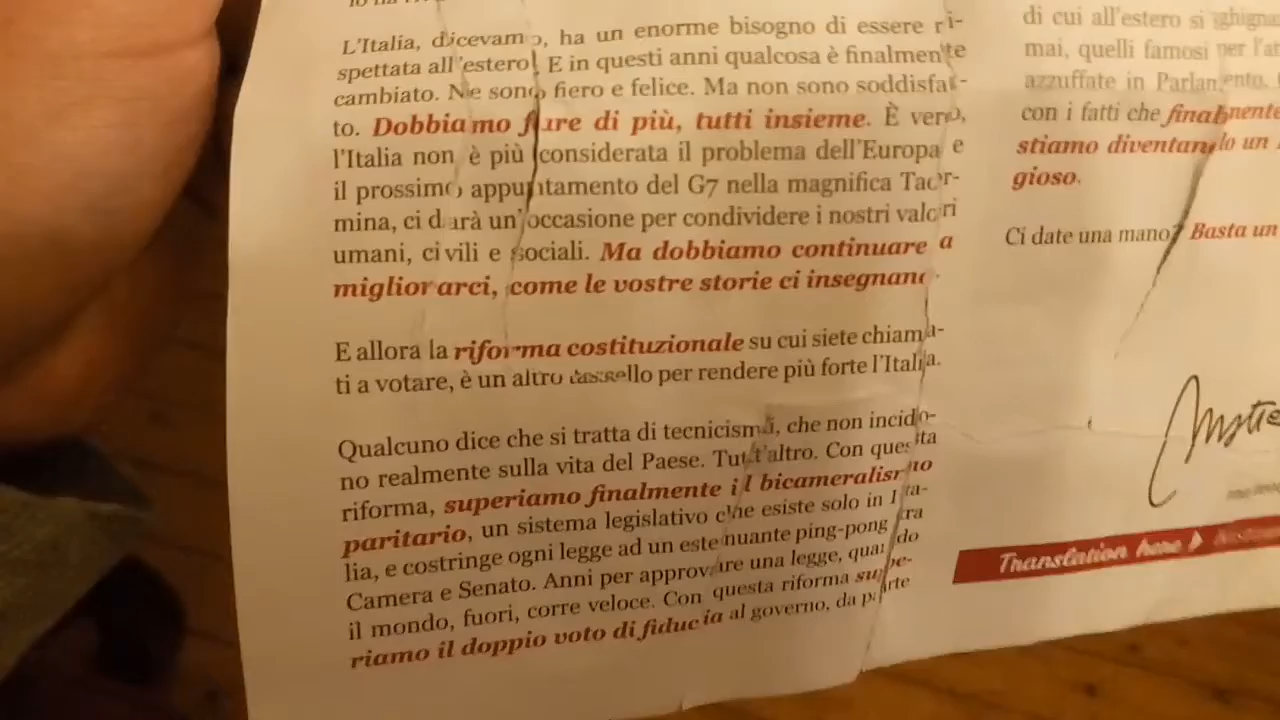 L'Italia, dicevamo, ha un enorme bisogno di essere ri-
spettata all'estero! E in questi anni qualcosa è finalmente
cambiato. Ne sono fiero e felice. Ma non sono soddisfat-
to. Dobbiamo fare di più, tutti insieme. È vero,
l'Italia non è più considerata il problema dell'Europa e
il prossimo appuntamento del G7 nella magnifica Taor-
mina, ci darà un'occasione per condividere i nostri valori
umani, civili e sociali. Ma dobbiamo continuare a
migliorarci, come le vostre storie ci insegnano.
E allora la riforma costituzionale su cui siete chiama-
ti a votare, è un altro tassello per rendere più forte l'Italia.
Qualcuno dice che si tratta di tecnicismi, che non incido-
no realmente sulla vita del Paese. Tutt'altro. Con questa
riforma, superiamo finalmente il bicameralismo
paritario, un sistema legislativo che esiste solo in Ita-
lia, e costringe ogni legge ad un estenuante ping-pong tra
Camera e Senato. Anni per approvare una legge, quando
il mondo, fuori, corre veloce. Con questa riforma supe-
riamo il doppio voto di fiducia al governo, da parte
di cui all'estero si
mai, quelli famosi per
azzuffate in Parlamento.
con i fatti che finalmente
stiamo diventando un
gioso.
Ci date una mano? Basta un
Translation here